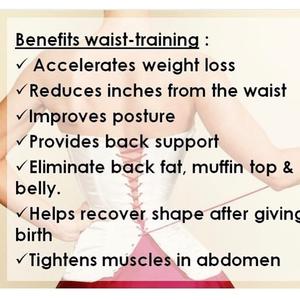 Benefits waist-training :
✓ Accelerates weight loss
✓Reduces inches from the waist
✓Improves posture
✓Provides back support
✓Eliminate back fat, muffin top &
belly.
✓Helps recover shape after giving
birth
✓Tightens muscles in abdomen